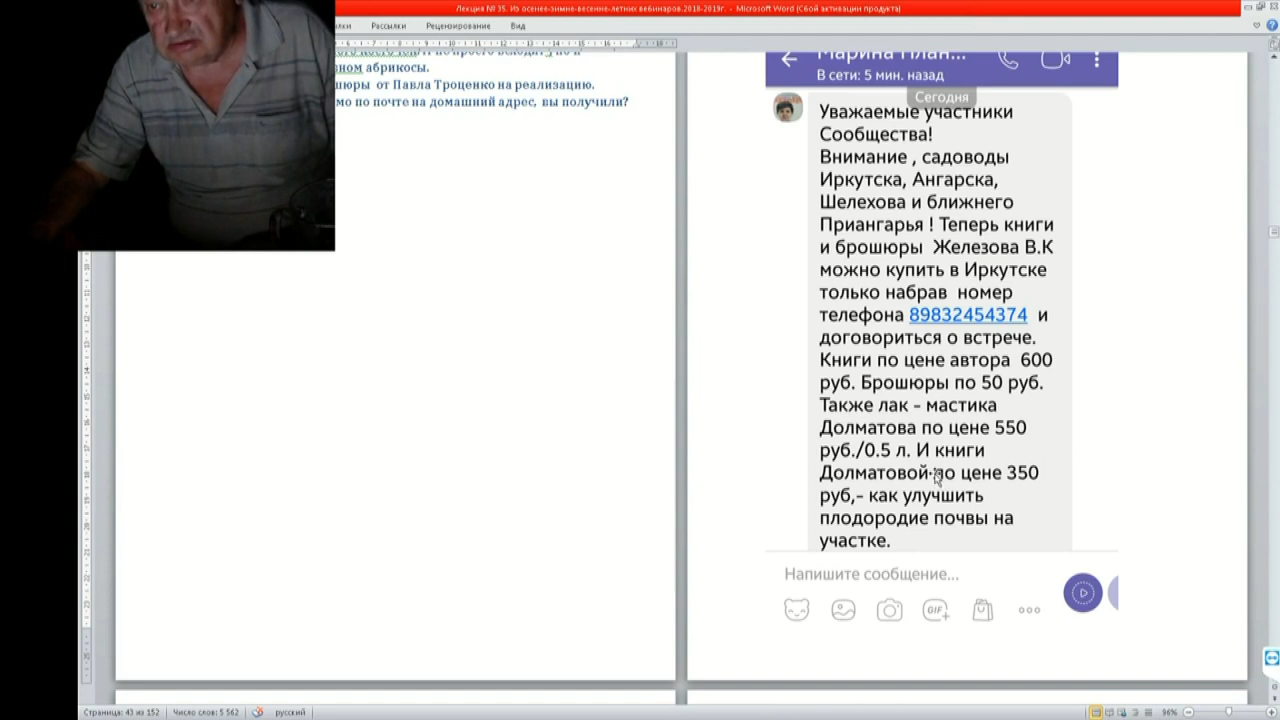 Лекция № 35. Из осенее-зимне-весенне-летних вебинаров.2018-2019г. - Microsoft Word (Сбой активации продукта)
Рассылки Рецензирование Вид
абрикосы.
от Павла Троценко на реализацию.
по почте на домашний адрес, вы получили?
Марина План...
В сети: 5 мин. назад
Сегодня
Уважаемые участники
Сообщества!
Внимание , садоводы
Иркутска, Ангарска,
Шелехова и ближнего
Приангарья ! Теперь книги
и брошюры Железова В.К
можно купить в Иркутске
только набрав номер
телефона 89832454374 и
договориться о встрече.
Книги по цене автора 600
руб. Брошюры по 50 руб.
Также лак - мастика
Долматова по цене 550
руб./0.5 л. И книги
Долматовой по цене 350
руб,- как улучшить
плодородие почвы на
участке.
Напишите сообщение...
GIF
Страница: 43 из 152 Число слов: 5 562 русский 96%